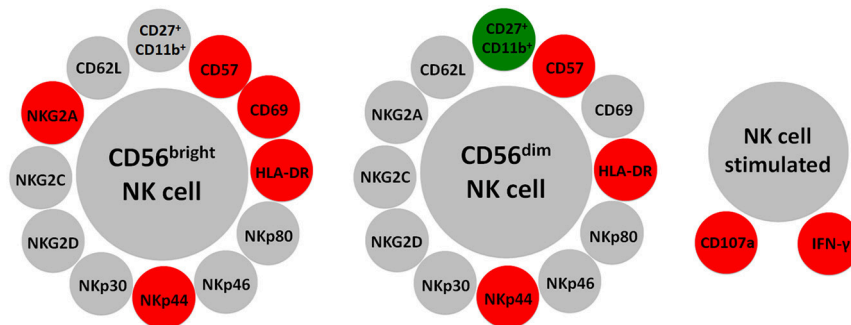 CD27⁺
CD11b⁺
CD57
CD69
HLA-DR
NKp80
NKp46
NKp44
NKp30
NKG2D
NKG2C
NKG2A
CD62L
CD56bright
NK cell
CD27⁺
CD11b⁺
CD57
CD69
HLA-DR
NKp80
NKp46
NKp44
NKp30
NKG2D
NKG2C
NKG2A
CD62L
CD56dim
NK cell
NK cell
stimulated
CD107a
IFN-γ